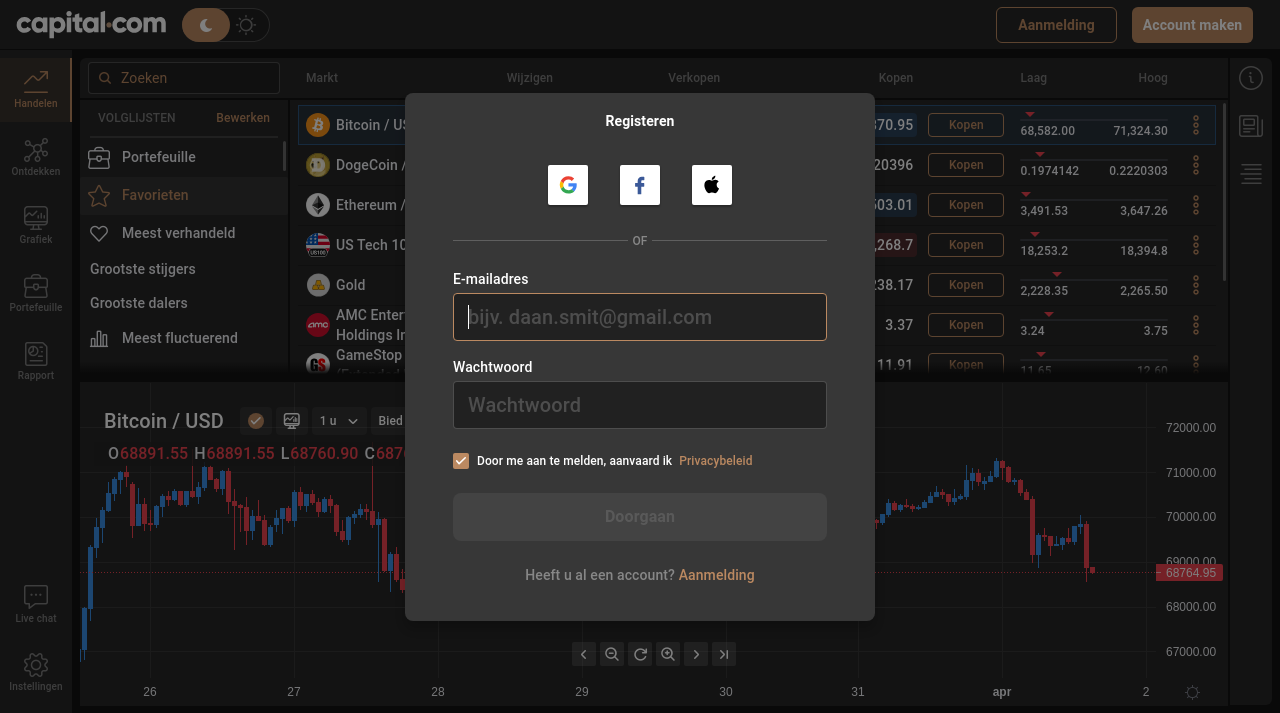 capital.com
Aanmelding
Account maken
Handelen
Ontdekken
Grafiek
Portefeuille
Rapport
Live chat
Instellingen
Zoeken
VOLGLIJSTEN Bewerken
Portefeuille
Favorieten
Meest verhandeld
Grootste stijgers
Grootste dalers
Meest fluctuerend
Markt Wijzigen Verkopen Kopen Laag Hoog
Bitcoin / US 70.95 Kopen 68,582.00 71,324.30
DogeCoin / 20396 Kopen 0.1974142 0.2220303
Ethereum / 503.01 Kopen 3,491.53 3,647.26
US100
US Tech 10 ,268.7 Kopen 18,253.2 18,394.8
Gold 238.17 Kopen 2,228.35 2,265.50
amc
AMC Enter
Holdings In 3.37 Kopen 3.24 3.75
GameStop 11.91 Kopen 11.65 12.60
Registeren
OF
E-mailadres
bijv. daan.smit@gmail.com
Wachtwoord
Wachtwoord
Door me aan te melden, aanvaard ik Privacybeleid
Doorgaan
Heeft u al een account? Aanmelding
Bitcoin / USD 1 u Bied
O68891.55 H68891.55 L68760.90 C6876
72000.00
71000.00
70000.00
69000.00
68764.95
68000.00
67000.00
26 27 28 29 30 31 apr 2